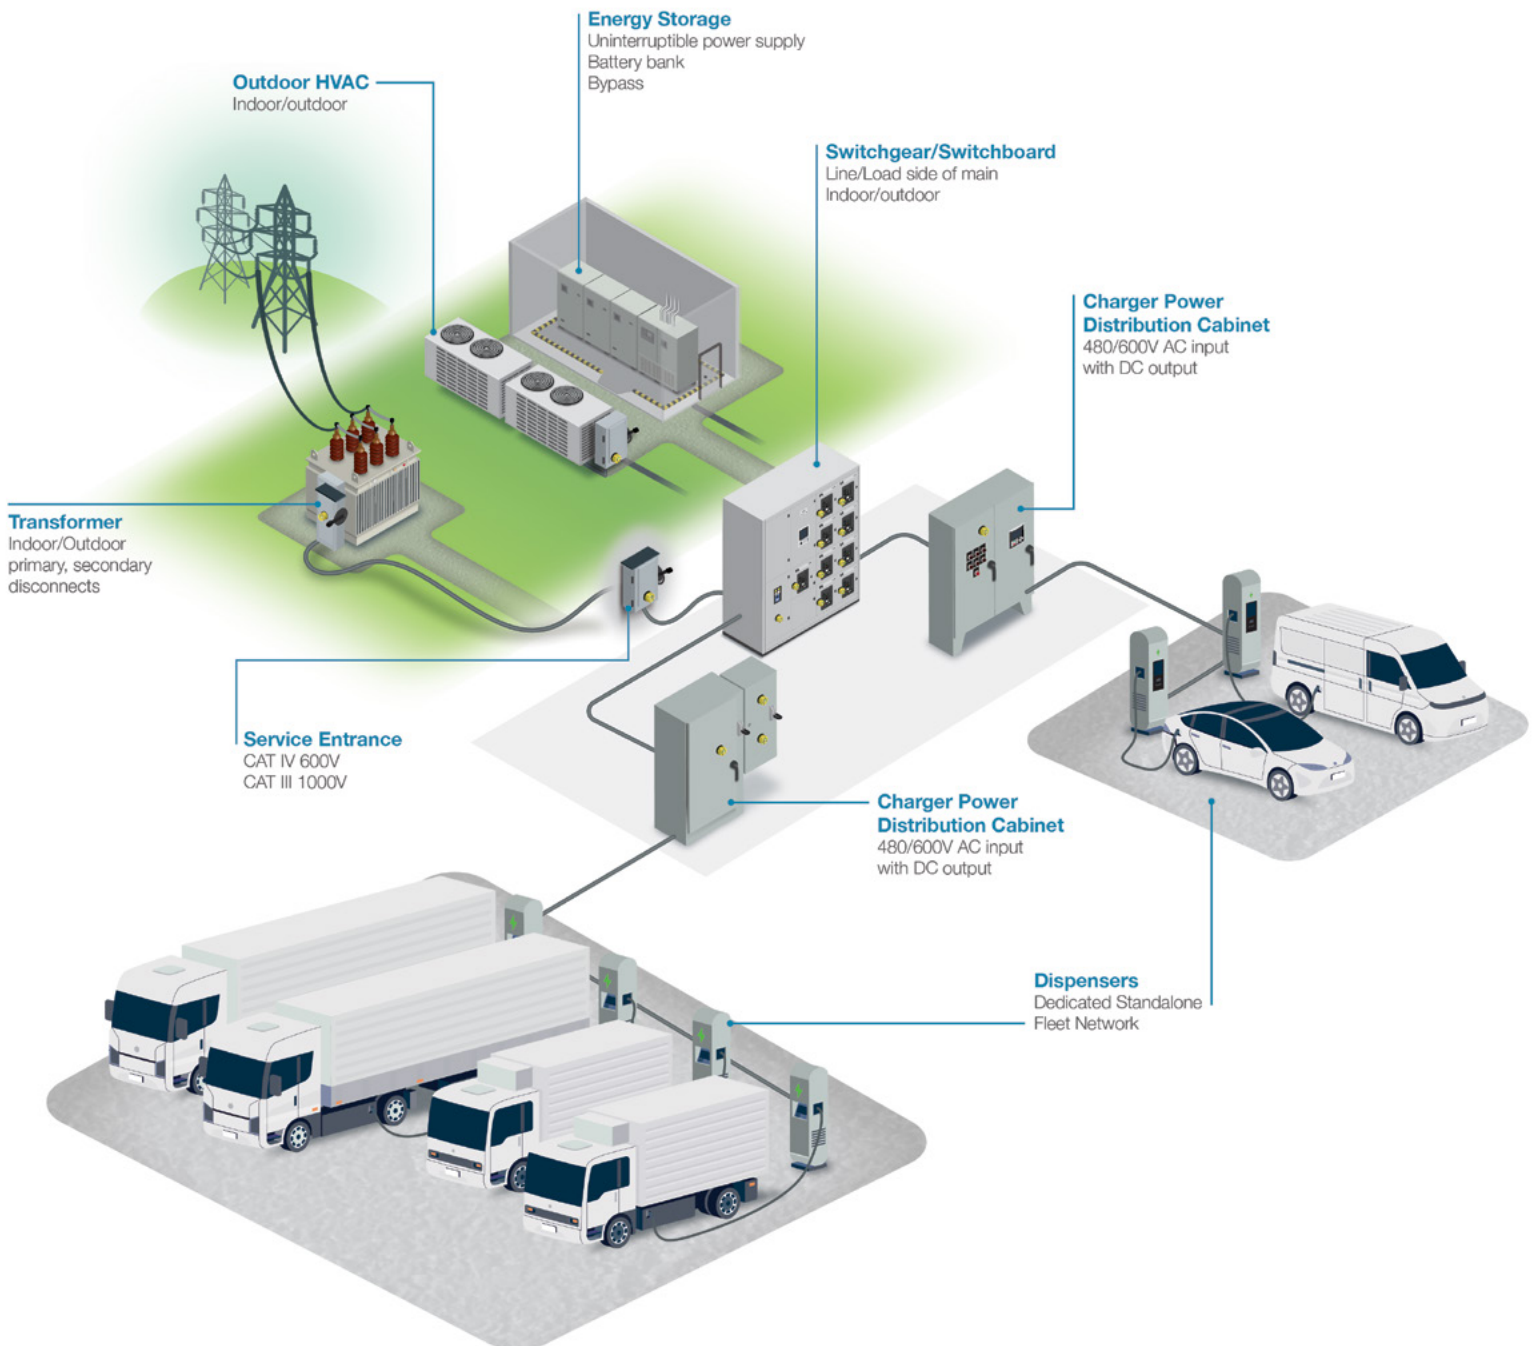 Energy Storage
Uninterruptible power supply
Battery bank
Bypass
Outdoor HVAC
Indoor/outdoor
Switchgear/Switchboard
Line/Load side of main
Indoor/outdoor
Charger Power
Distribution Cabinet
480/600V AC input
with DC output
Transformer
Indoor/Outdoor
primary, secondary
disconnects
Service Entrance
CAT IV 600V
CAT III 1000V
Charger Power
Distribution Cabinet
480/600V AC input
with DC output
Dispensers
Dedicated Standalone
Fleet Network